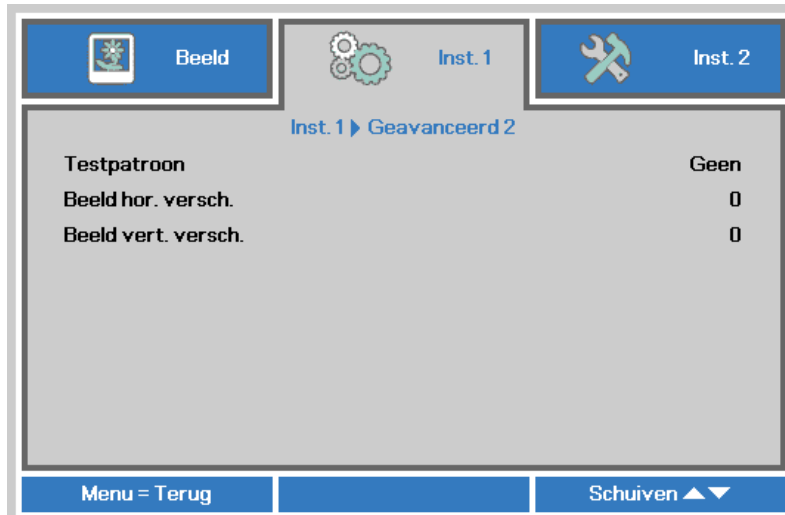 Beeld
Inst. 1
Inst. 2
Inst. 1 ▶ Geavanceerd 2
Testpatroon Geen
Beeld hor. versch. 0
Beeld vert. versch. 0
Menu = Terug
Schuiven ▲▼